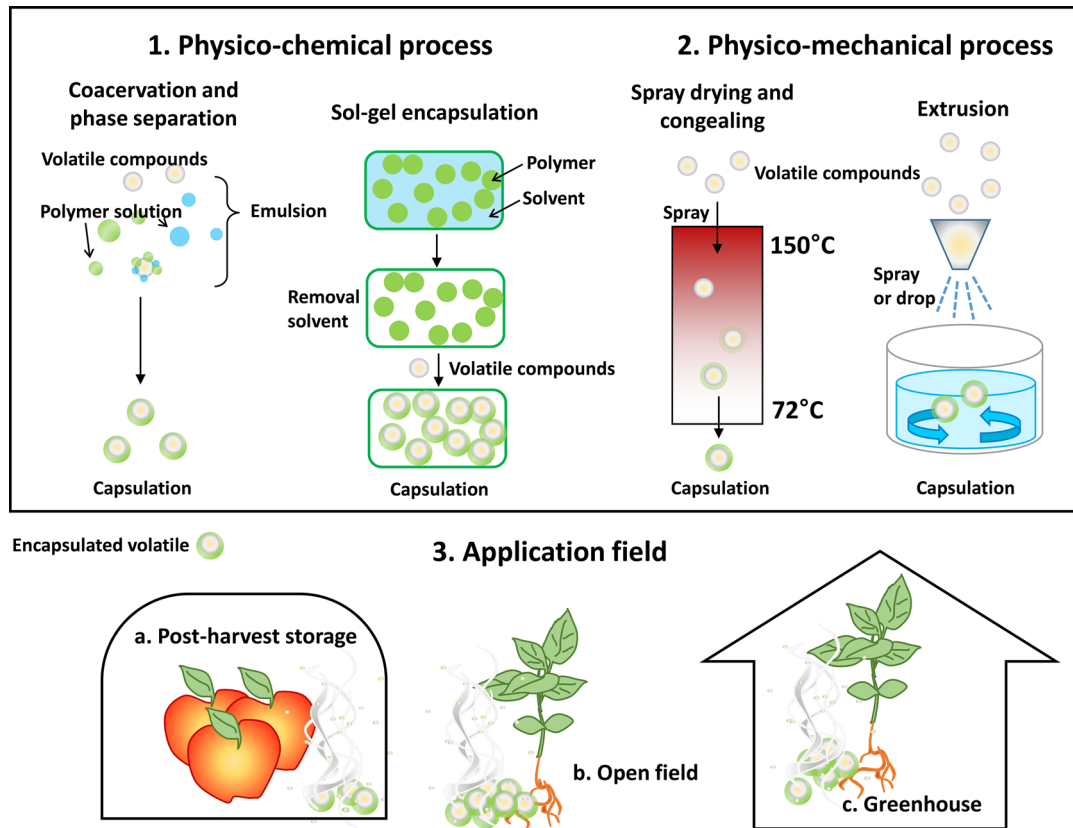 1. Physico-chemical process
Coacervation and
phase separation
Volatile compounds
Polymer solution
Emulsion
Capsulation
Sol-gel encapsulation
Polymer
Solvent
Removal
solvent
Volatile compounds
Capsulation
2. Physico-mechanical process
Spray drying and
congealing
Volatile compounds
Spray
150°C
72°C
Capsulation
Extrusion
Spray
or drop
Capsulation
Encapsulated volatile
3. Application field
a. Post-harvest storage
b. Open field
c. Greenhouse